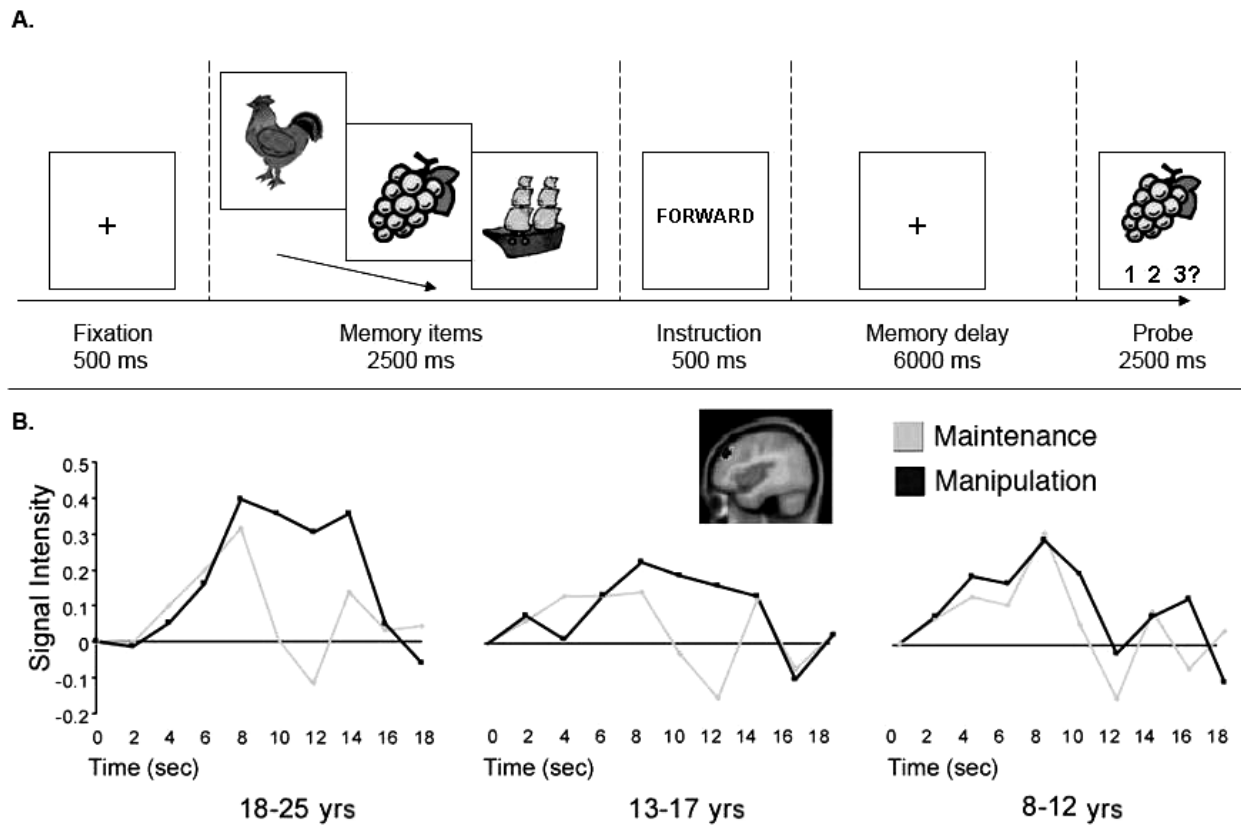 A.
FORWARD
1 2 3?
Fixation
500 ms
Memory items
2500 ms
Instruction
500 ms
Memory delay
6000 ms
Probe
2500 ms
B.
Maintenance
Manipulation
Signal Intensity
0.5
0.4
0.3
0.2
0.1
0
-0.1
-0.2
0 2 4 6 8 10 12 14 16 18
Time (sec)
18-25 yrs
0 2 4 6 8 10 12 14 16 18
Time (sec)
13-17 yrs
0 2 4 6 8 10 12 14 16 18
Time (sec)
8-12 yrs